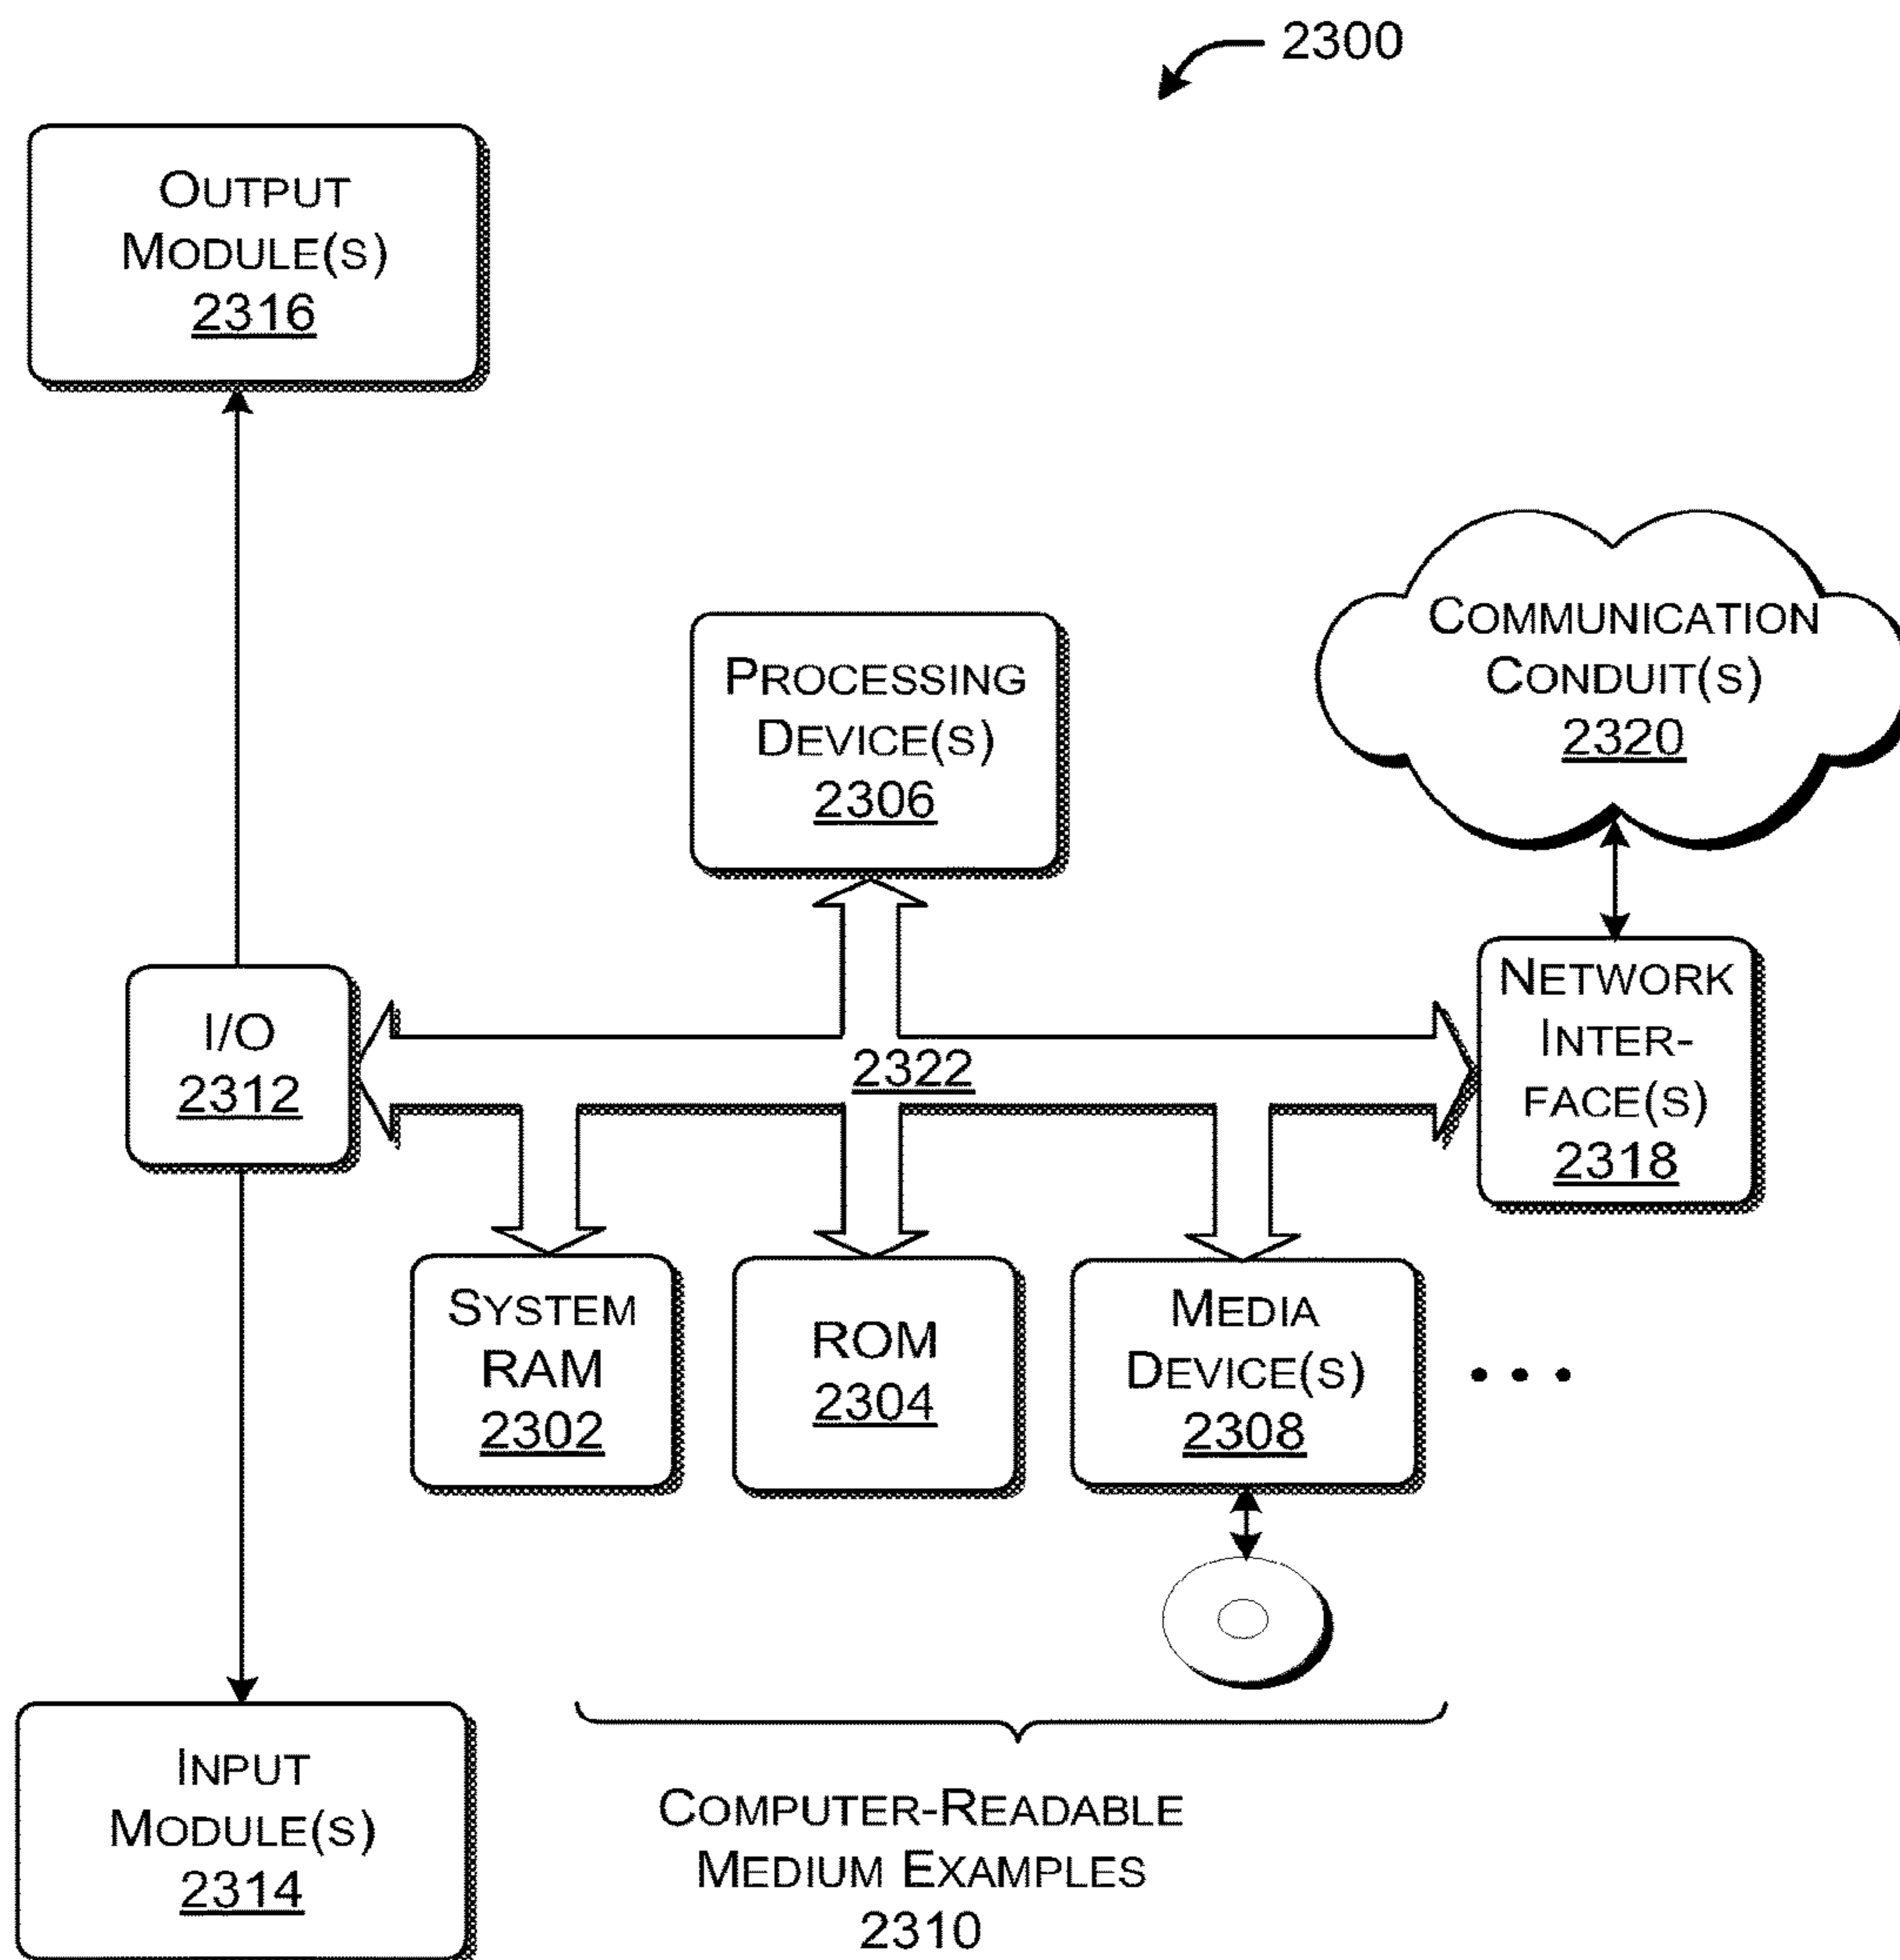 2300
OUTPUT
MODULE(S)
2316
COMMUNICATION
CONDUIT(S)
2320
PROCESSING
DEVICE(S)
2306
I/O
2312
2322
NETWORK
INTER-
FACE(S)
2318
SYSTEM
RAM
2302
ROM
2304
MEDIA
DEVICE(S)
2308
• • •
INPUT
MODULE(S)
2314
COMPUTER-READABLE
MEDIUM EXAMPLES
2310